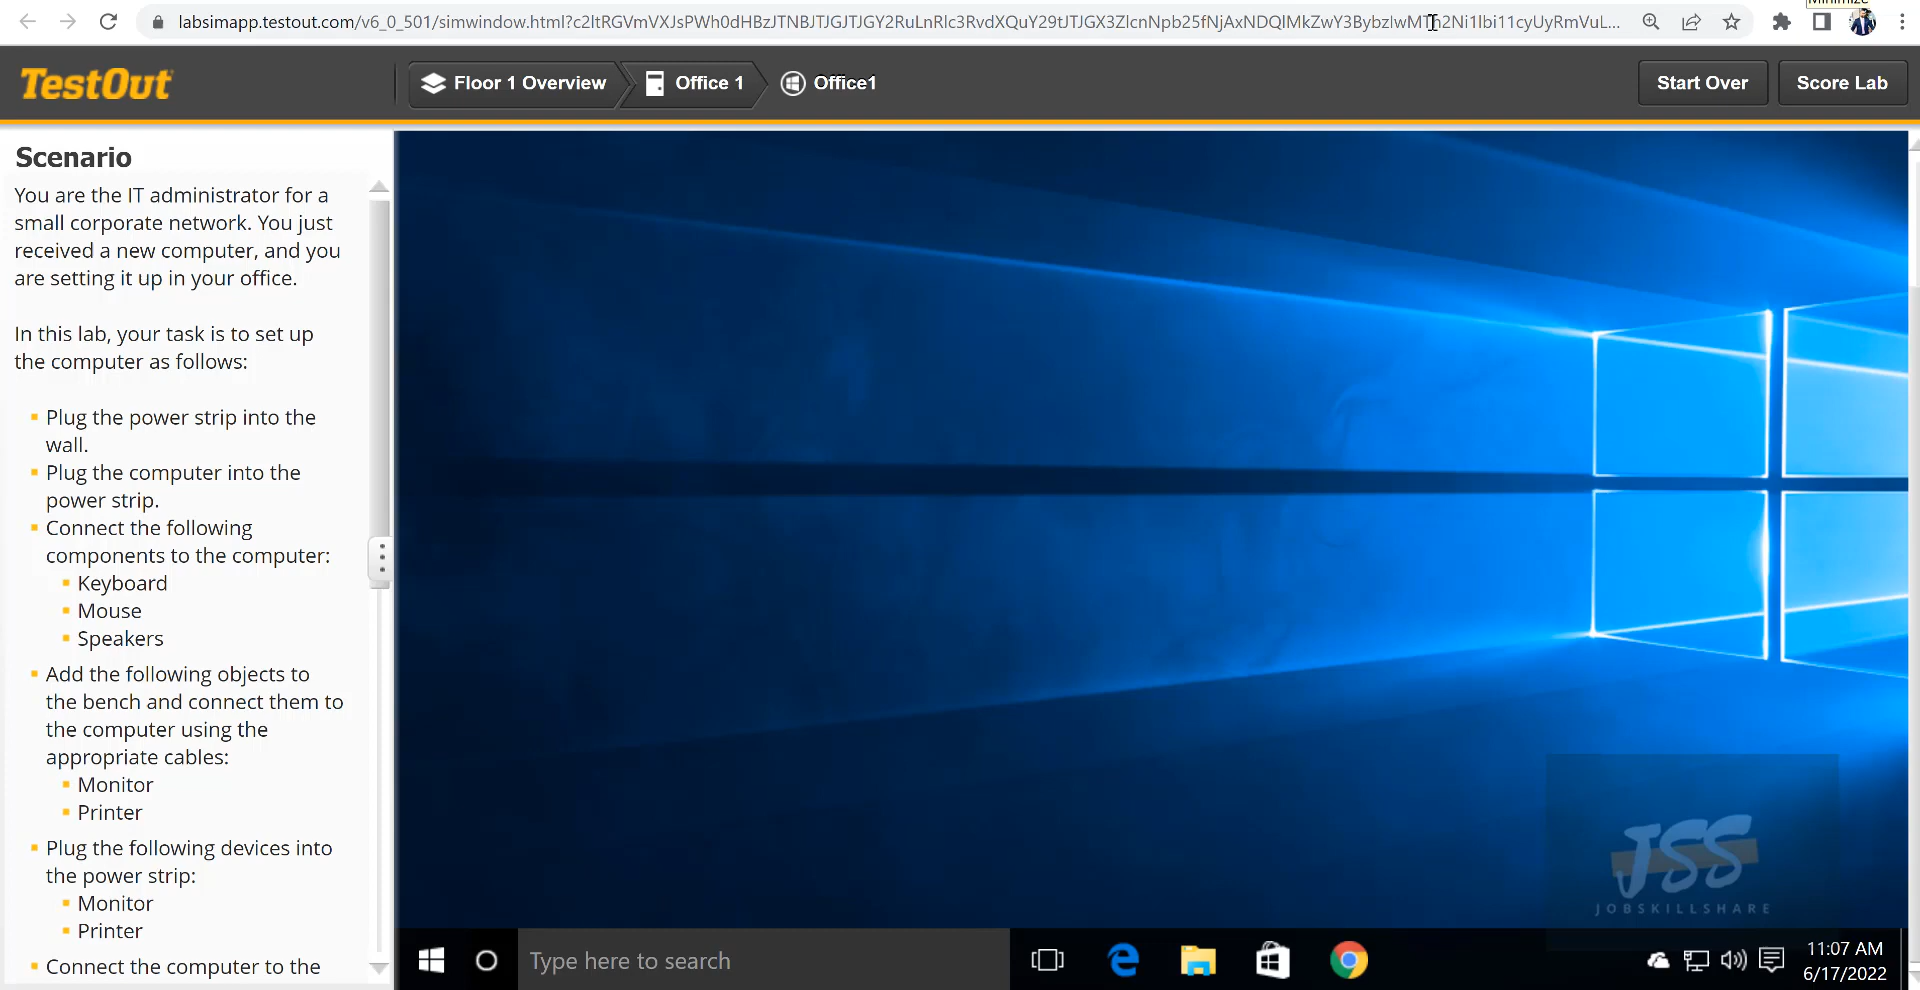 labsimapp.testout.com/v6_0_501/simwindow.html?
TestOut
Floor 1 Overview
Office 1
Office1
Start Over
Score Lab
Scenario
You are the IT administrator for a
small corporate network. You just
received a new computer, and you
are setting it up in your office.
In this lab, your task is to set up
the computer as follows:
Plug the power strip into the
wall.
Plug the computer into the
power strip.
Connect the following
components to the computer:
Keyboard
Mouse
Speakers
Add the following objects to
the bench and connect them to
the computer using the
appropriate cables:
Monitor
Printer
Plug the following devices into
the power strip:
Monitor
Printer
Connect the computer to the
JSS
JOBSKILLSHARE
Type here to search
11:07 AM
6/17/2022